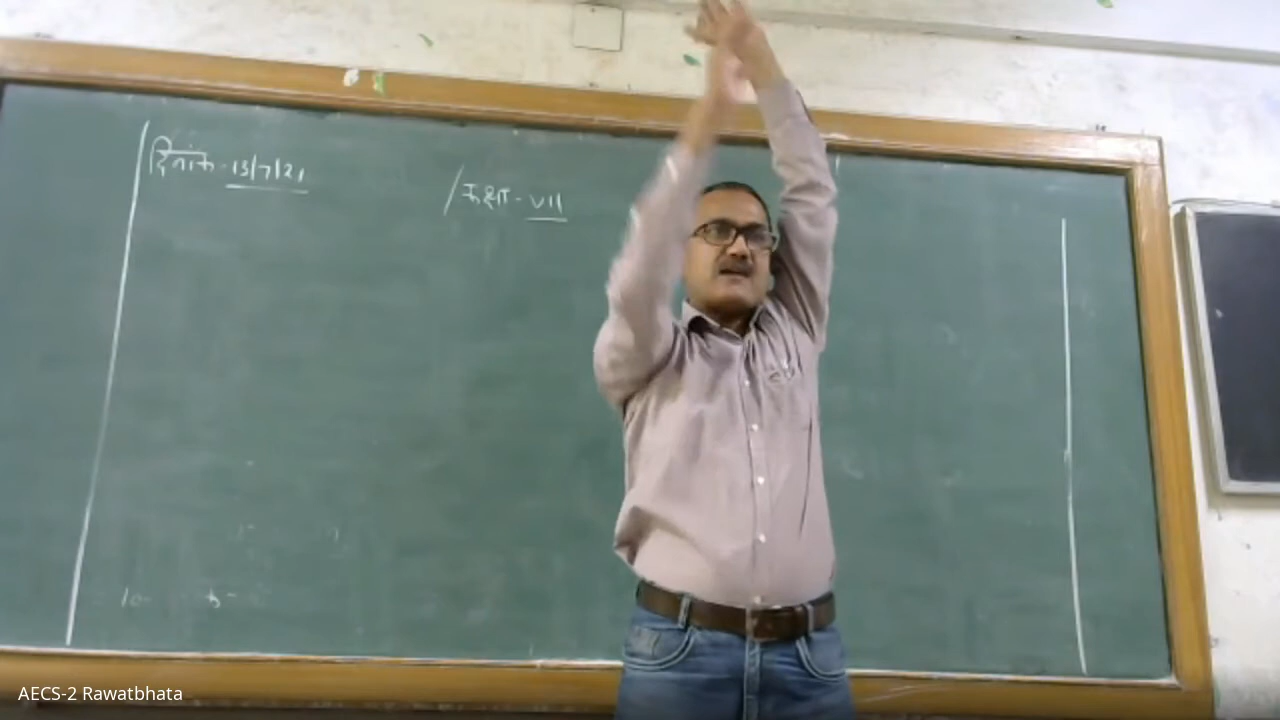 दिनांक - 13/7/21
कक्षा - VII
AECS-2 Rawatbhata